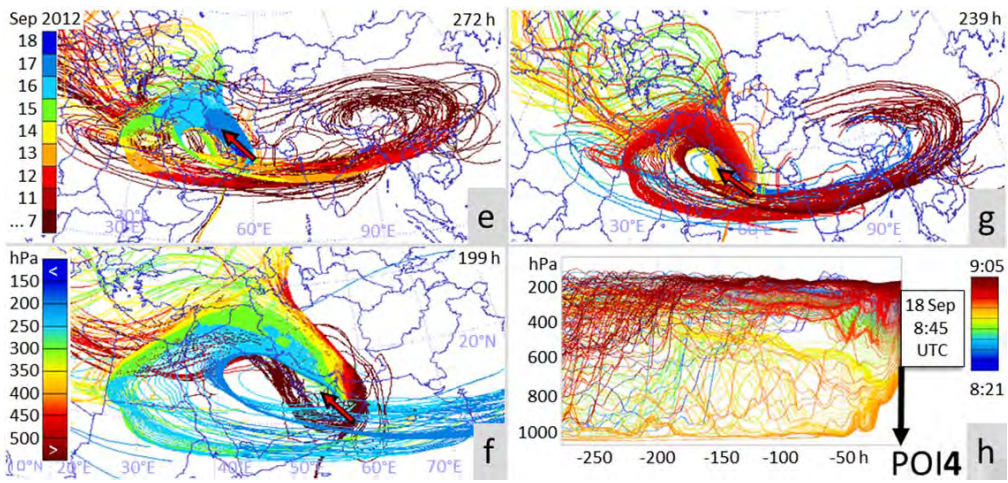 Sep 2012
272 h
18
17
16
15
14
13
12
11
... 7
30°E
30°E
60°E
90°E
e
239 h
30°E
60°E
90°E
g
hPa
<
150
200
250
300
350
400
450
500
>
199 h
20°N
10°N
20°E
30°E
40°E
50°E
60°E
70°E
f
hPa
200
400
600
800
1000
-250
-200
-150
-100
-50 h
18 Sep
8:45
UTC
POI4
9:05
8:21
h